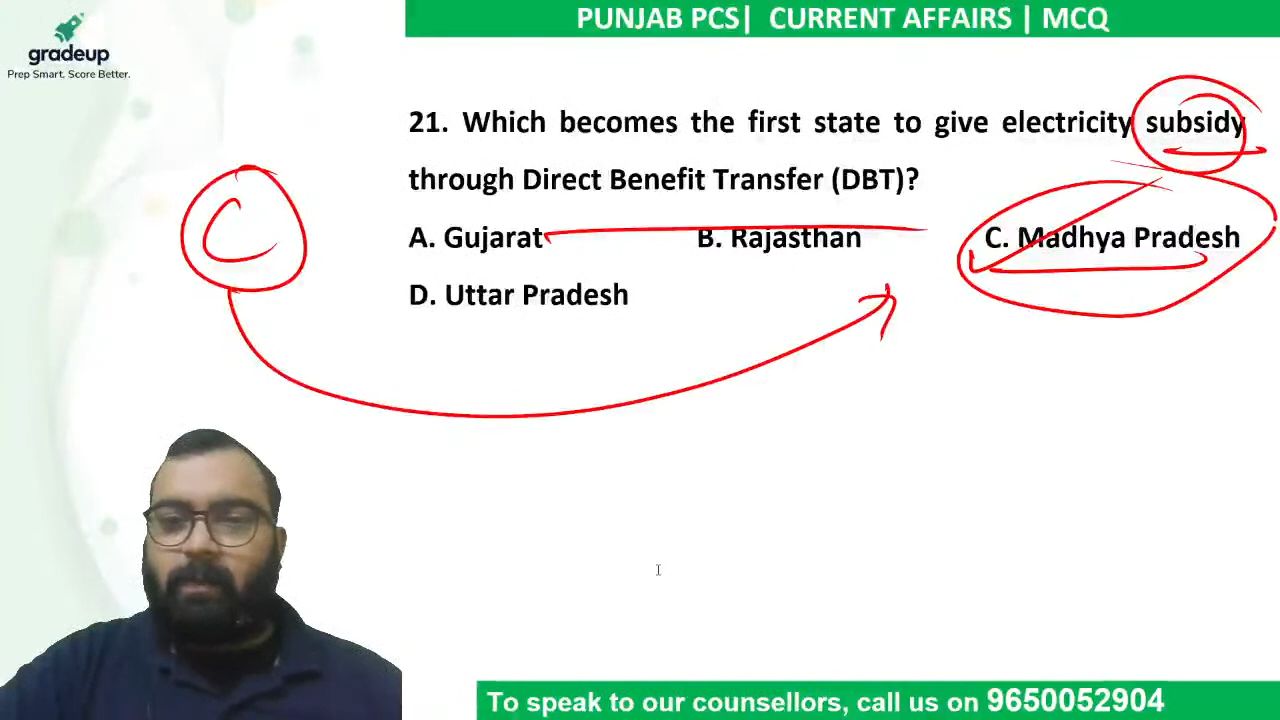 gradeup
Prep Smart. Score Better.
PUNJAB PCS| CURRENT AFFAIRS | MCQ
21. Which becomes the first state to give electricity subsidy
through Direct Benefit Transfer (DBT)?
A. Gujarat B. Rajasthan C. Madhya Pradesh
D. Uttar Pradesh
C
To speak to our counsellors, call us on 9650052904